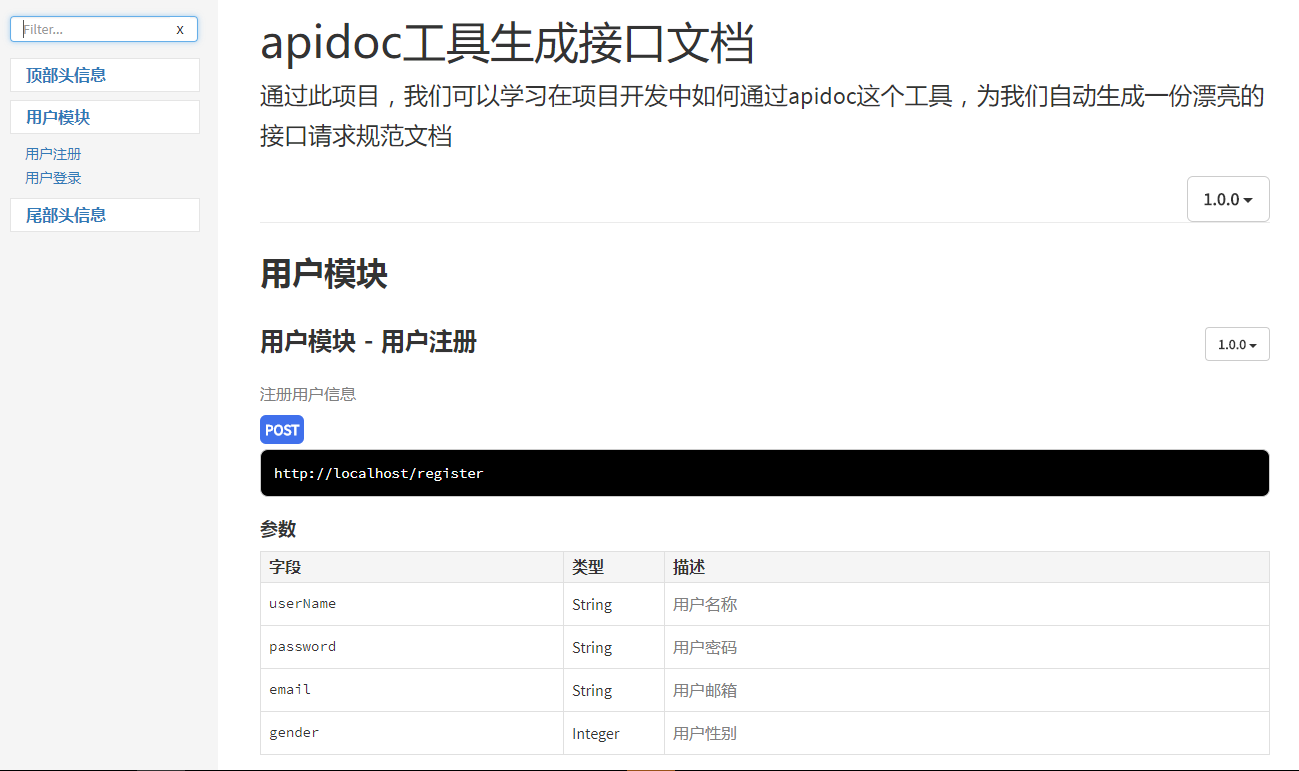 Filter...
X
顶部头信息
用户模块
用户注册
用户登录
尾部头信息
apidoc工具生成接口文档
通过此项目，我们可以学习在项目开发中如何通过apidoc这个工具，为我们自动生成一份漂亮的
接口请求规范文档
1.0.0
用户模块
用户模块 - 用户注册
1.0.0
注册用户信息
POST
http://localhost/register
参数
字段 类型 描述
userName String 用户名称
password String 用户密码
email String 用户邮箱
gender Integer 用户性别